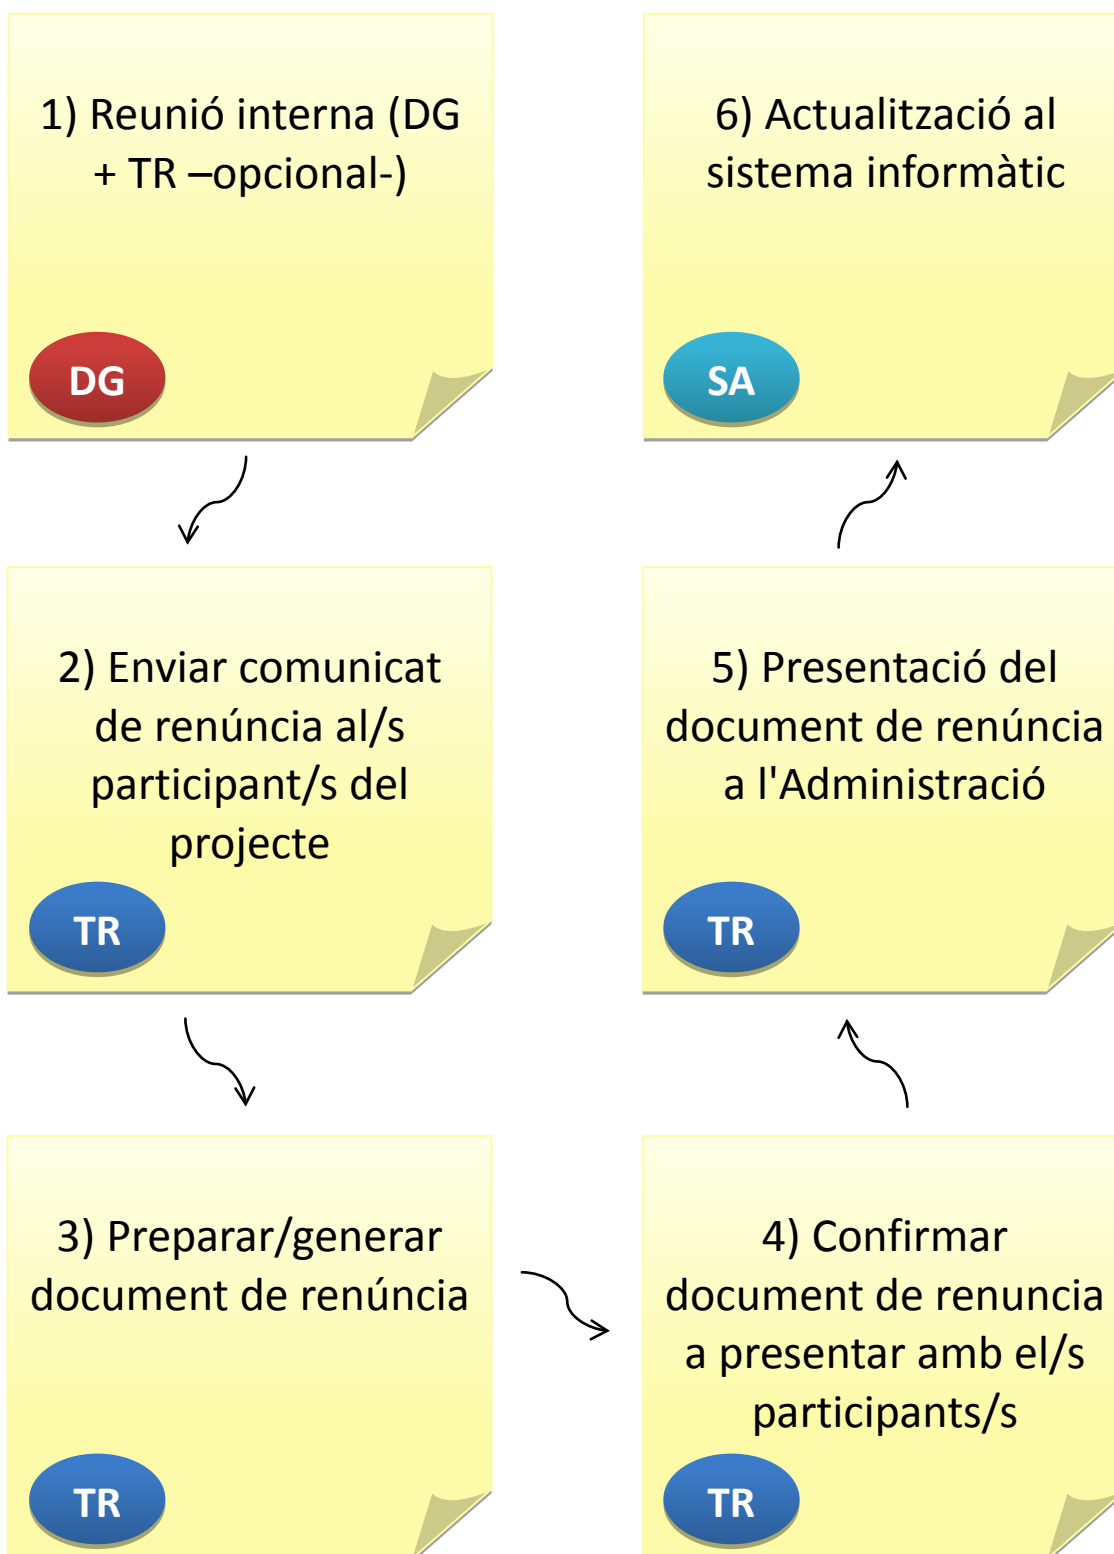 1) Reunió interna (DG
+ TR –opcional-)
DG
2) Enviar comunicat
de renúncia al/s
participant/s del
projecte
TR
3) Preparar/generar
document de renúncia
TR
4) Confirmar
document de renuncia
a presentar amb el/s
participants/s
TR
5) Presentació del
document de renúncia
a l'Administració
TR
6) Actualització al
sistema informàtic
SA